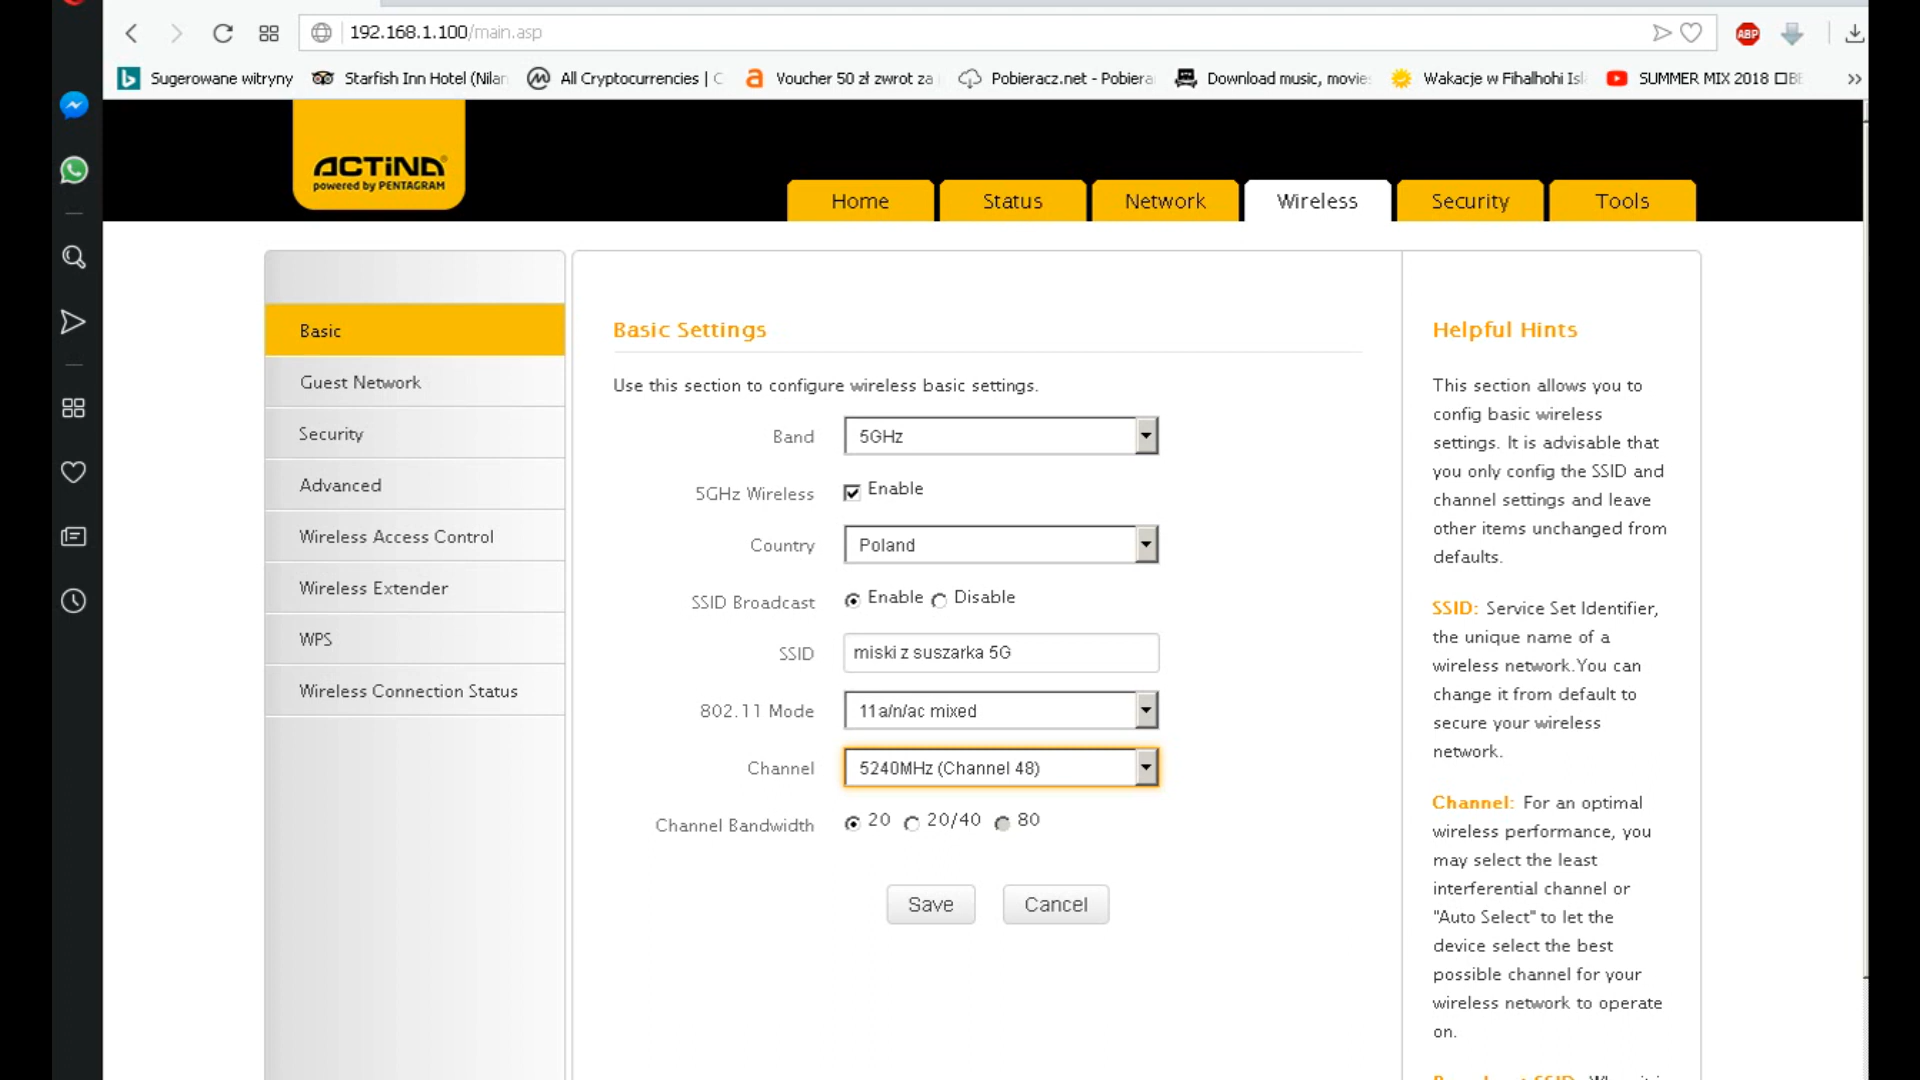 192.168.1.100/main.asp
ABP
Sugerowane witryny
Starfish Inn Hotel (Nilan
All Cryptocurrencies | C
Voucher 50 zł zwrot za
Pobieracz.net - Pobiera
Download music, movie
Wakacje w Fihalhohi Isl
SUMMER MIX 2018
ACTINA
powered by PENTAGRAM
Home
Status
Network
Wireless
Security
Tools
Basic
Guest Network
Security
Advanced
Wireless Access Control
Wireless Extender
WPS
Wireless Connection Status
Basic Settings
Use this section to configure wireless basic settings.
Band 5GHz
5GHz Wireless Enable
Country Poland
SSID Broadcast Enable Disable
SSID miski z suszarka 5G
802.11 Mode 11a/n/ac mixed
Channel 5240MHz (Channel 48)
Channel Bandwidth 20 20/40 80
Save Cancel
Helpful Hints
This section allows you to
config basic wireless
settings. It is advisable that
you only config the SSID and
channel settings and leave
other items unchanged from
defaults.
SSID: Service Set Identifier,
the unique name of a
wireless network.You can
change it from default to
secure your wireless
network.
Channel: For an optimal
wireless performance, you
may select the least
interferential channel or
"Auto Select" to let the
device select the best
possible channel for your
wireless network to operate
on.